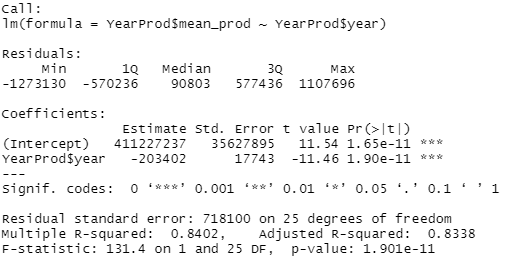 Call:
lm(formula = YearProd$mean_prod ~ YearProd$year)
Residuals:
Min 1Q Median 3Q Max
-1273130 -570236 90803 577436 1107696
Coefficients:
Estimate Std. Error t value Pr(>|t|)
(Intercept) 411227237 35627895 11.54 1.65e-11 ***
YearProd$year -203402 17743 -11.46 1.90e-11 ***
---
Signif. codes: 0 ‘***’ 0.001 ‘**’ 0.01 ‘*’ 0.05 ‘.’ 0.1 ‘ ’ 1
Residual standard error: 718100 on 25 degrees of freedom
Multiple R-squared: 0.8402, Adjusted R-squared: 0.8338
F-statistic: 131.4 on 1 and 25 DF, p-value: 1.901e-11